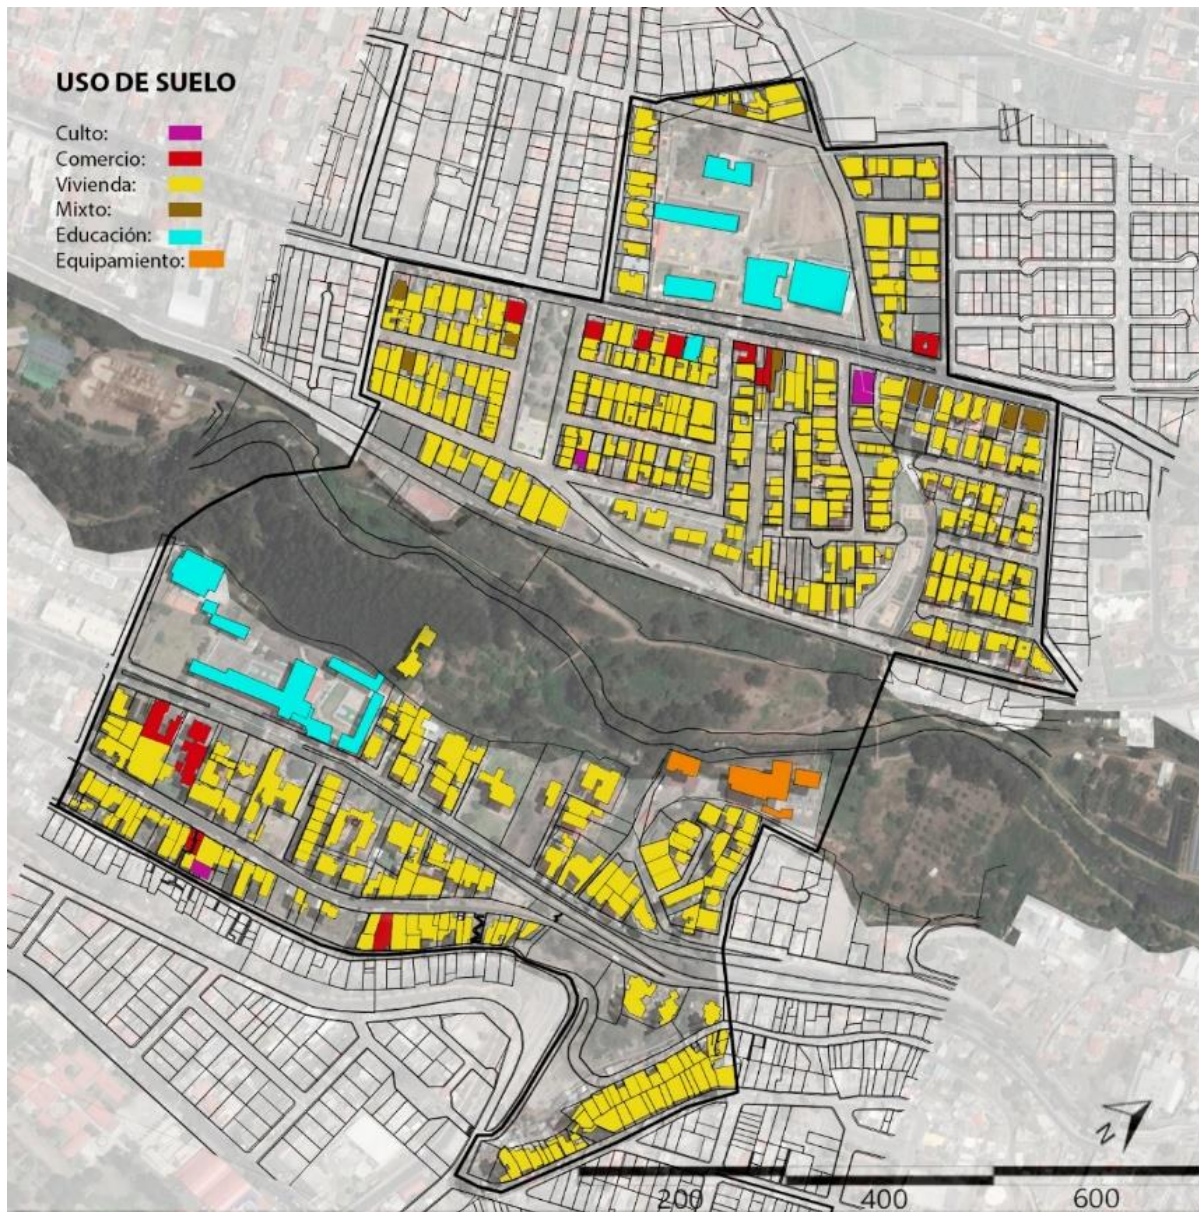 USO DE SUELO
Culto:
Comercio:
Vivienda:
Mixto:
Educación:
Equipamiento:
N
200 400 600